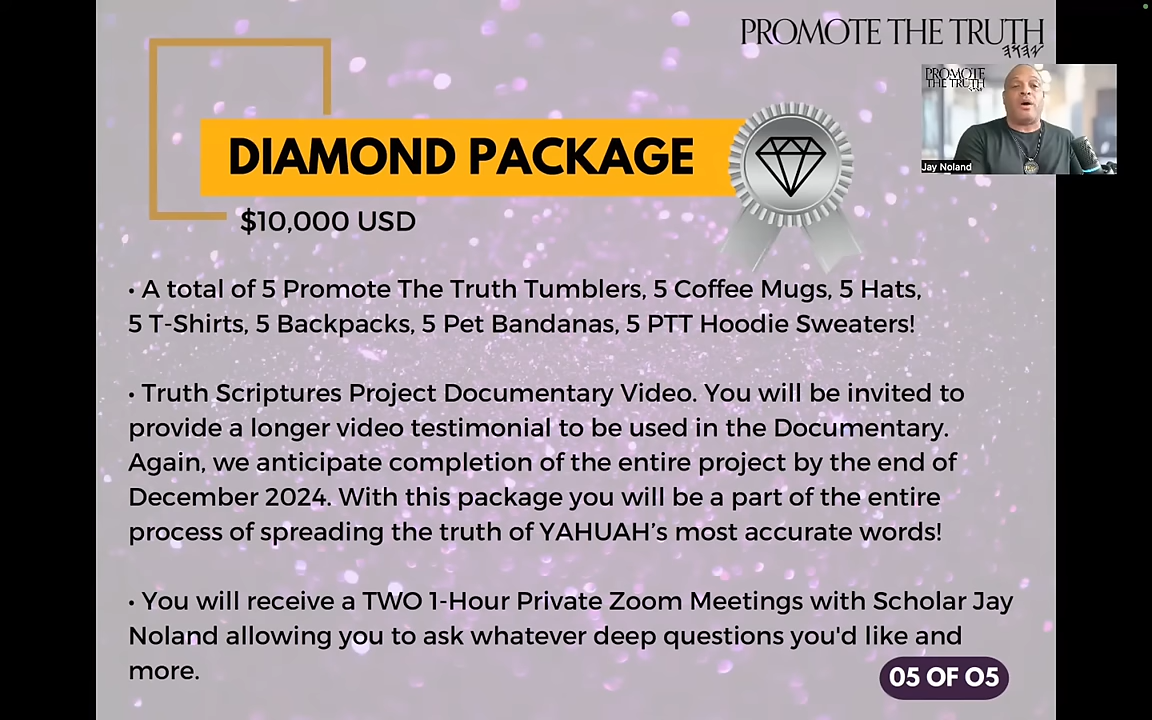 PROMOTE THE TRUTH
𐤉𐤄𐤅𐤄
PROMOTE
THE TRUTH
Jay Noland
DIAMOND PACKAGE
$10,000 USD
• A total of 5 Promote The Truth Tumblers, 5 Coffee Mugs, 5 Hats,
5 T-Shirts, 5 Backpacks, 5 Pet Bandanas, 5 PTT Hoodie Sweaters!
• Truth Scriptures Project Documentary Video. You will be invited to
provide a longer video testimonial to be used in the Documentary.
Again, we anticipate completion of the entire project by the end of
December 2024. With this package you will be a part of the entire
process of spreading the truth of YAHUAH’s most accurate words!
• You will receive a TWO 1-Hour Private Zoom Meetings with Scholar Jay
Noland allowing you to ask whatever deep questions you'd like and
more.
05 OF O5